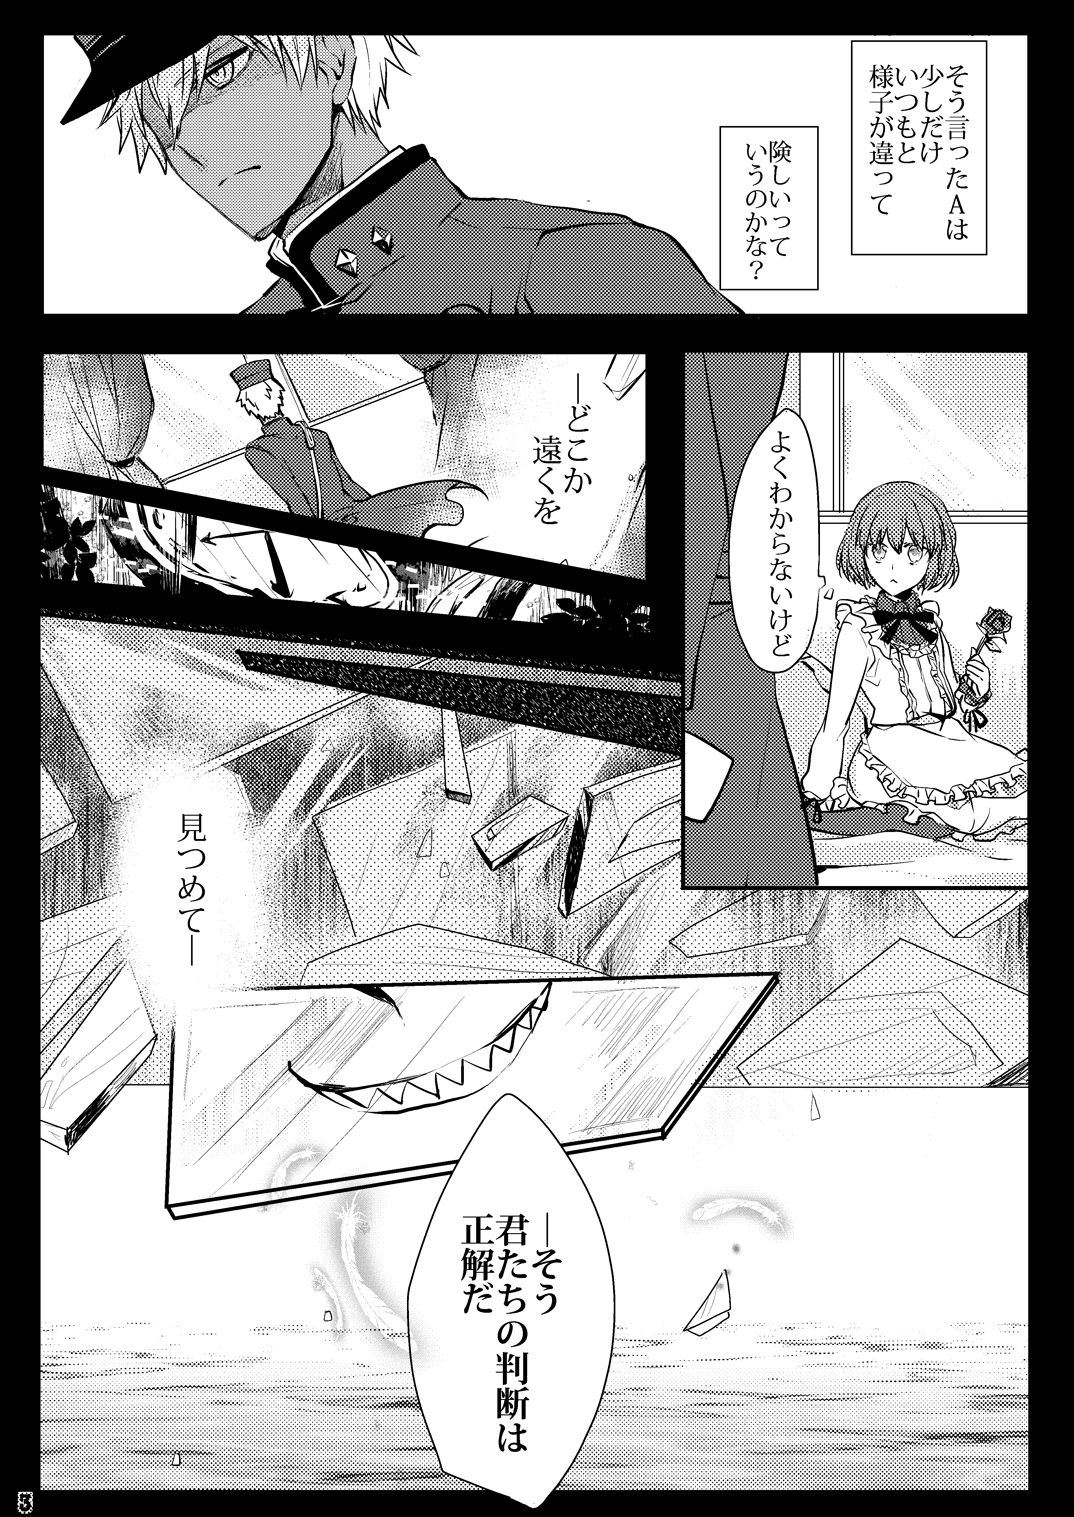 そう言ったＡは
少しだけ
いつもと
様子が違って
険しいって
いうのかな？
よくわからないけど
―どこか
遠くを
見つめて―
―そう
君たちの判断は
正解だ
3